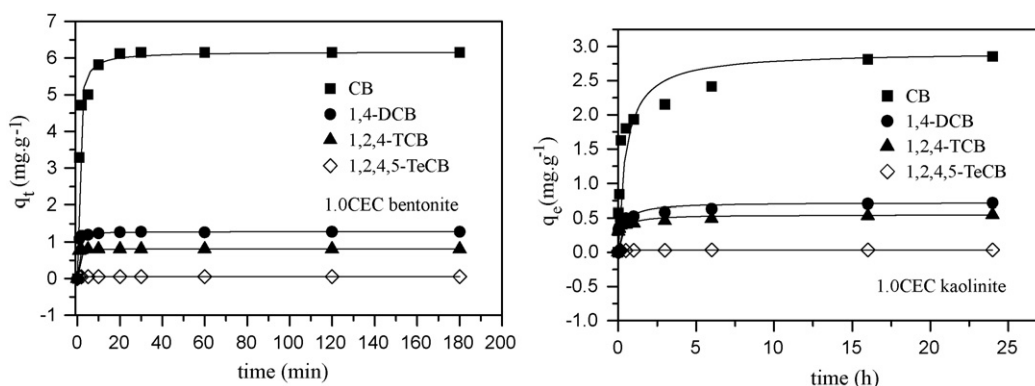 7
6
5
4
3
2
1
0
-1
q_t (mg.g-1)
CB
1,4-DCB
1,2,4-TCB
1,2,4,5-TeCB
1.0CEC bentonite
0 20 40 60 80 100 120 140 160 180 200
time (min)
3.0
2.5
2.0
1.5
1.0
0.5
0.0
-0.5
-1.0
q_e (mg.g⁻¹)
CB
1,4-DCB
1,2,4-TCB
1,2,4,5-TeCB
1.0CEC kaolinite
0 5 10 15 20 25
time (h)